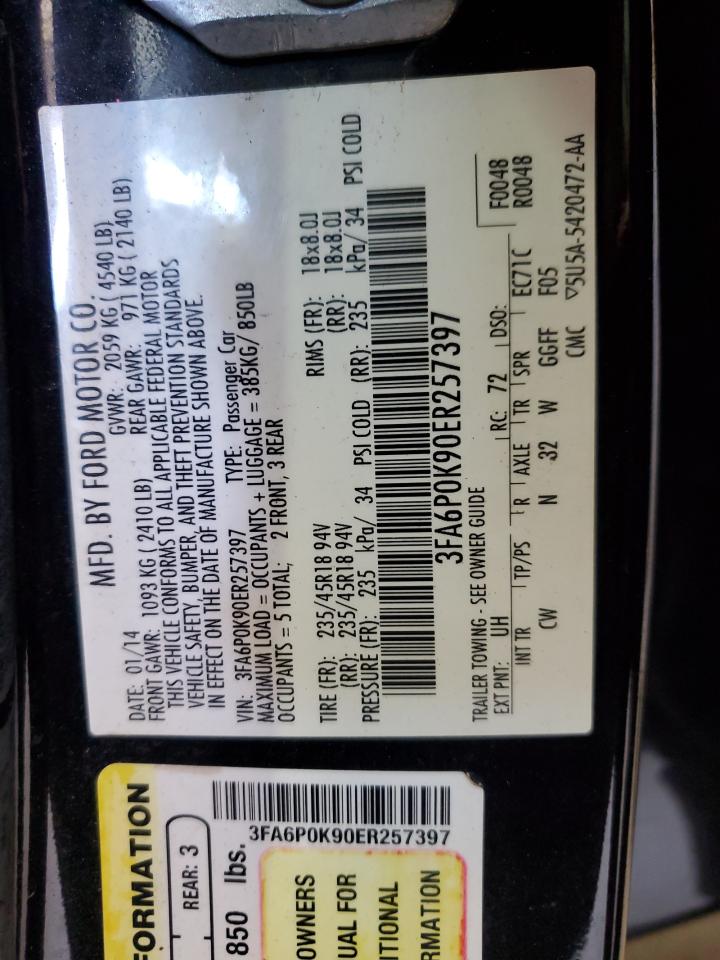 MFD. BY FORD MOTOR CO.
DATE: 01/14 GVWR: 2059 KG ( 4540 LB)
FRONT GAWR: 1093 KG ( 2410 LB) REAR GAWR: 971 KG ( 2140 LB)
THIS VEHICLE CONFORMS TO ALL APPLICABLE FEDERAL MOTOR
VEHICLE SAFETY, BUMPER, AND THEFT PREVENTION STANDARDS
IN EFFECT ON THE DATE OF MANUFACTURE SHOWN ABOVE.
VIN: 3FA6P0K90ER257397 TYPE: Passenger Car
MAXIMUM LOAD = OCCUPANTS + LUGGAGE = 385KG/ 850LB
OCCUPANTS = 5 TOTAL; 2 FRONT, 3 REAR
TIRE (FR): 235/45R18 94V RIMS (FR): 18x8.0J
(RR): 235/45R18 94V (RR): 18x8.0J
PRESSURE (FR): 235 kPa/ 34 PSI COLD (RR): 235 kPa/ 34 PSI COLD
3FA6P0K90ER257397
TRAILER TOWING - SEE OWNER GUIDE F0048
EXT PNT: UH RC: 72 DSO: R0048
INT TR TP/PS R AXLE TR SPR EC71C
CW N 32 W GGFF F05
CMC ▽5U5A-5420472-AA
FORMATION
REAR: 3
850 lbs.
3FA6P0K90ER257397
OWNERS
UAL FOR
ITIONAL
RMATION